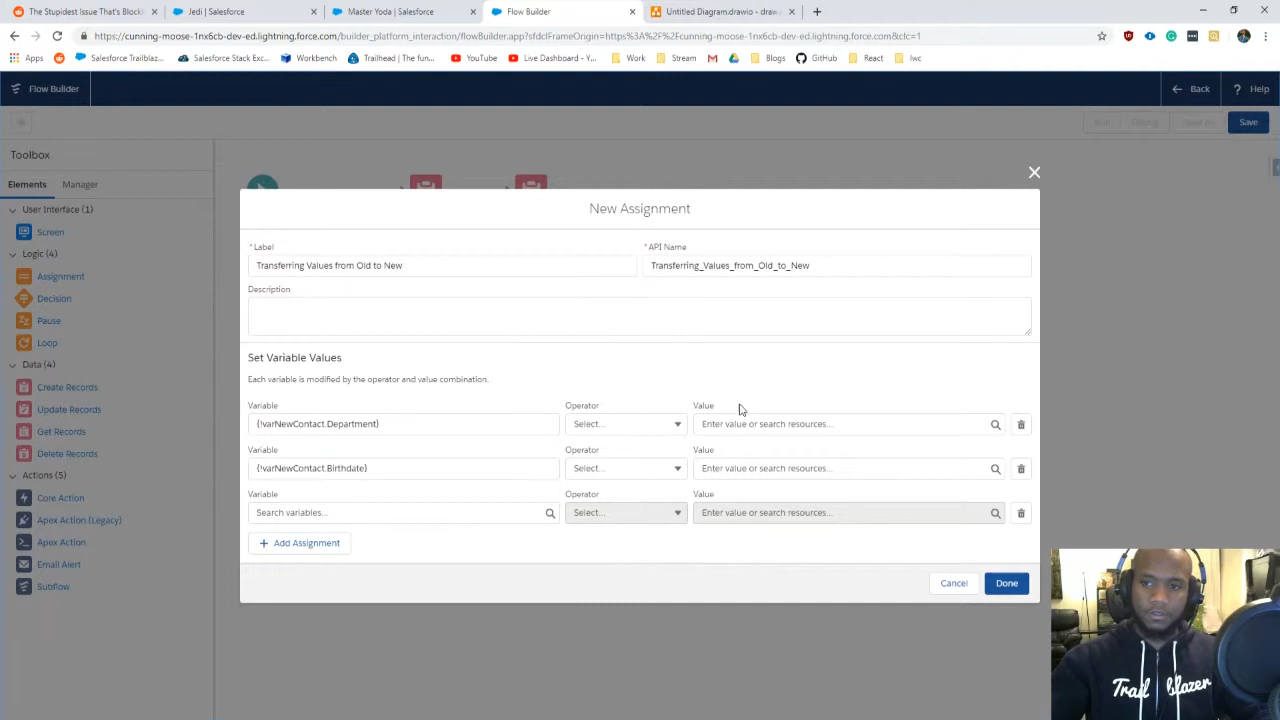 The Stupidest Issue That's Block
Jedi | Salesforce
Master Yoda | Salesforce
Flow Builder
Untitled Diagram.drawio - draw
https://cunning-moose-1nx6cb-dev-ed.lightning.force.com/builder_platform_interaction/flowBuilder.app?sfdcIFrameOrigin=https%3A%2F%2Fcunning-moose-1nx6cb-dev-ed.lightning.force.com&clc=1
Apps
Salesforce Trailblaz...
Salesforce Stack Exc...
Workbench
Trailhead | The fun...
YouTube
Live Dashboard - Yo...
Work
Stream
Blogs
GitHub
React
lwc
Flow Builder
Back
? Help
Save
Toolbox
Elements
Manager
User Interface (1)
Screen
Logic (4)
Assignment
Decision
Pause
Loop
Data (4)
Create Records
Update Records
Get Records
Delete Records
Actions (5)
Core Action
Apex Action (Legacy)
Apex Action
Email Alert
Subflow
New Assignment
* Label
* API Name
Transferring Values from Old to New
Transferring_Values_from_Old_to_New
Description
Set Variable Values
Each variable is modified by the operator and value combination.
Variable
Operator
Value
{!varNewContact.Department}
Select...
Enter value or search resources...
Variable
Operator
Value
{!varNewContact.Birthdate}
Select...
Enter value or search resources...
Variable
Operator
Value
Search variables...
Select...
Enter value or search resources...
+ Add Assignment
Cancel
Done